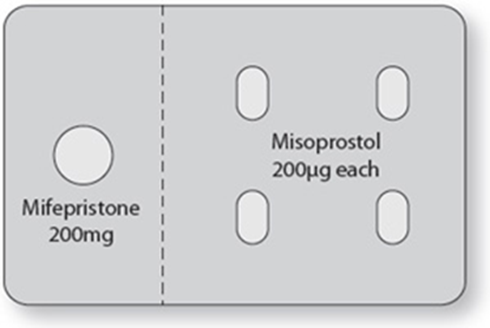 Mifepristone
200mg
Misoprostol
200μg each